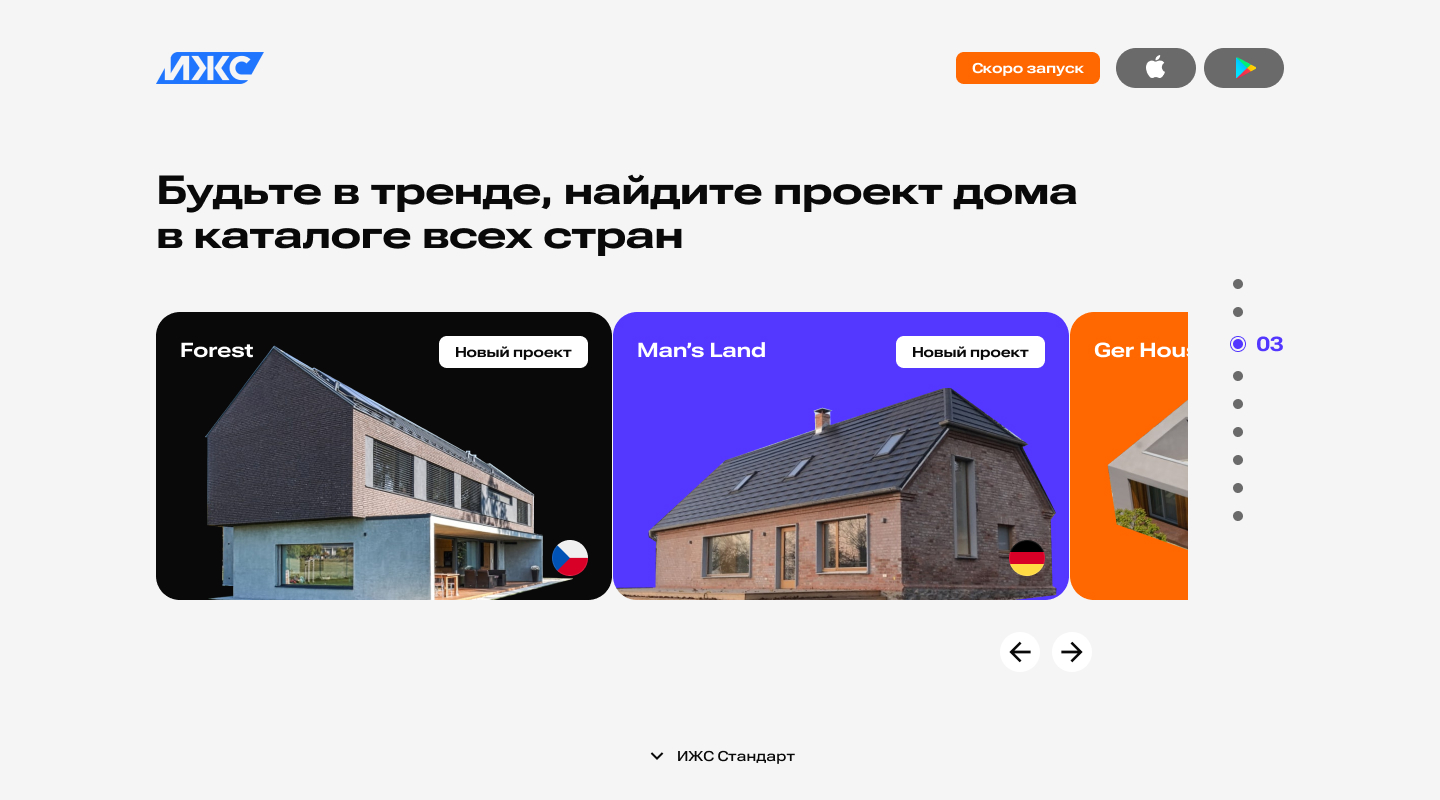 ИЖС
Скоро запуск
Будьте в тренде, найдите проект дома
в каталоге всех стран
Forest
Новый проект
Man’s Land
Новый проект
Ger Hous
03
ИЖС Стандарт